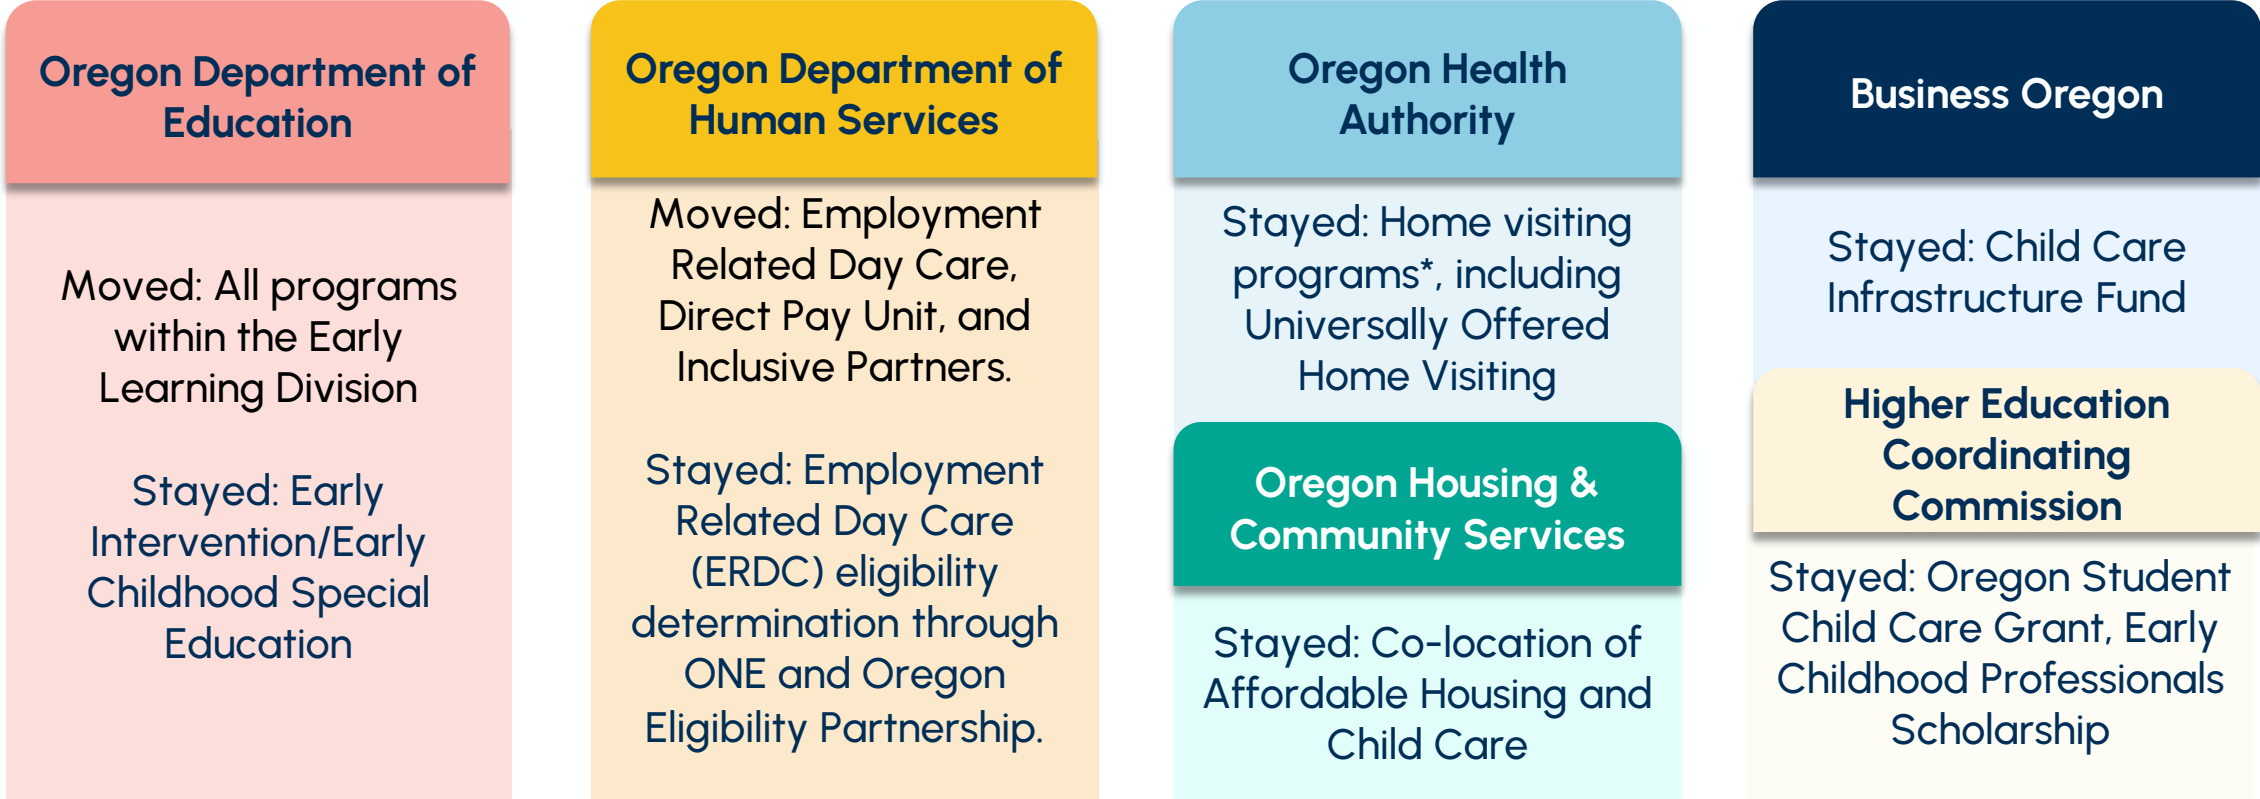 Oregon Department of
Education
Moved: All programs
within the Early
Learning Division
Stayed: Early
Intervention/Early
Childhood Special
Education
Oregon Department of
Human Services
Moved: Employment
Related Day Care,
Direct Pay Unit, and
Inclusive Partners.
Stayed: Employment
Related Day Care
(ERDC) eligibility
determination through
ONE and Oregon
Eligibility Partnership.
Oregon Health
Authority
Stayed: Home visiting
programs*, including
Universally Offered
Home Visiting
Oregon Housing &
Community Services
Stayed: Co-location of
Affordable Housing and
Child Care
Business Oregon
Stayed: Child Care
Infrastructure Fund
Higher Education
Coordinating
Commission
Stayed: Oregon Student
Child Care Grant, Early
Childhood Professionals
Scholarship